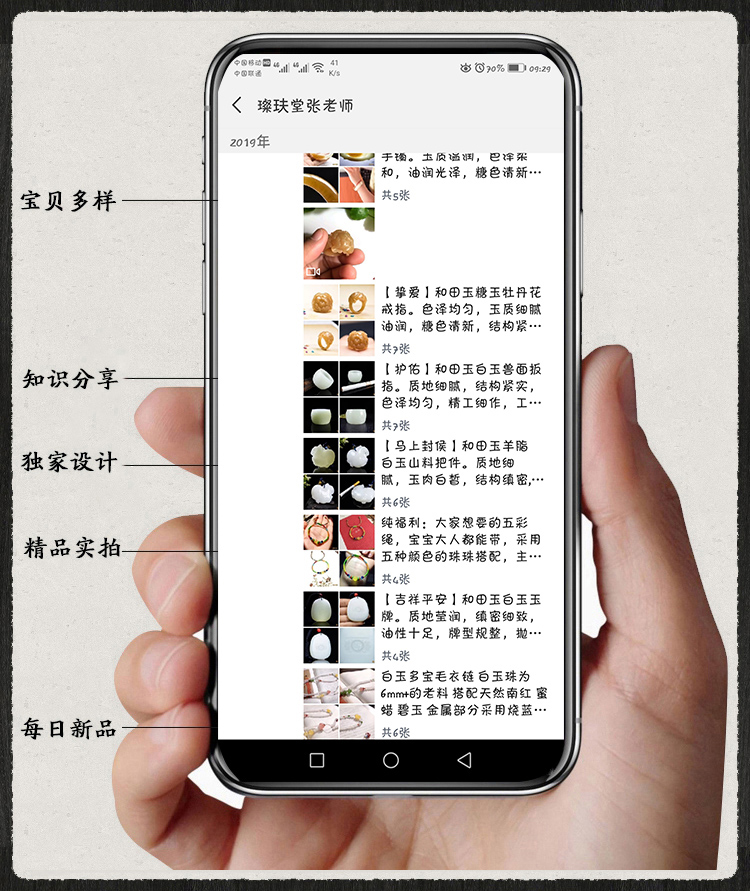 中国移动HD 4G 4G 41
中国联通 K/s
70% 09:29
璨玞堂张老师
2019年
手镯。玉质温润，色泽柔
和，油润光泽，糖色清新…
共5张
宝贝多样
【挚爱】和田玉糖玉牡丹花
戒指。色泽均匀，玉质细腻
油润，糖色清新，结构紧…
共7张
知识分享
【护佑】和田玉白玉兽面扳
指。质地细腻，结构紧实，
色泽均匀，精工细作，工…
共7张
独家设计
【马上封侯】和田玉羊脂
白玉山料把件。质地细
腻，玉肉白皙，结构缜密,…
共6张
精品实拍
纯福利：大家想要的五彩
绳，宝宝大人都能带，采用
五种颜色的珠珠搭配，主…
共4张
【吉祥平安】和田玉白玉玉
牌。质地莹润，缜密细致，
油性十足，牌型规整，抛…
共4张
每日新品
白玉多宝毛衣链 白玉珠为
6mm+的老料 搭配天然南红 蜜
蜡 碧玉 金属部分采用烧蓝…
共6张